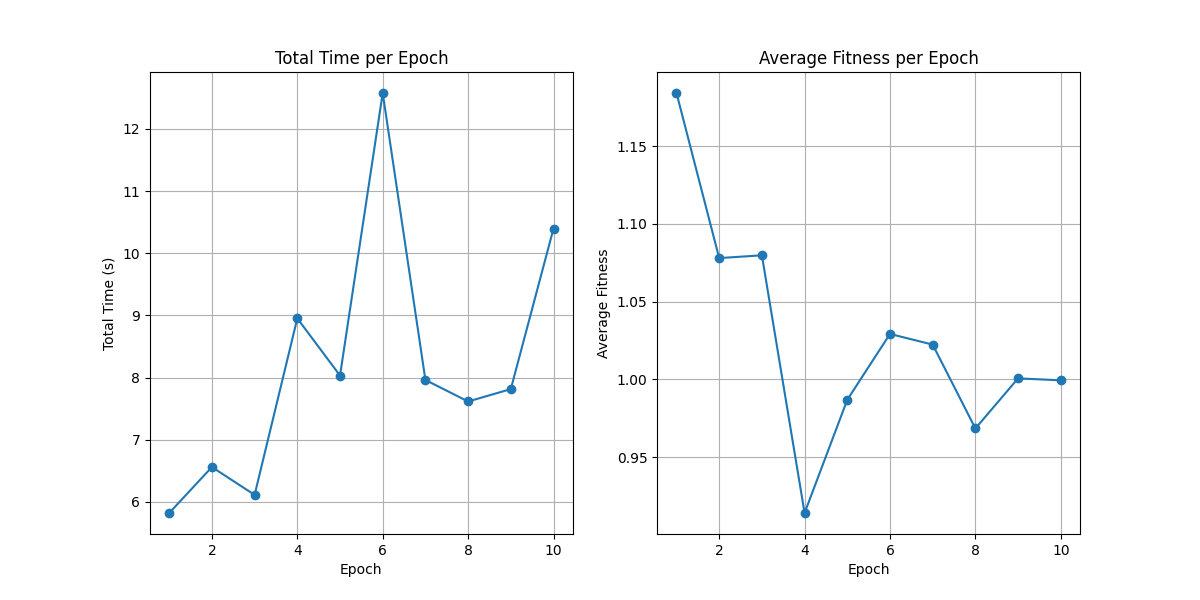 Total Time per Epoch
Total Time (s)
12
11
10
9
8
7
6
2 4 6 8 10
Epoch
Average Fitness per Epoch
Average Fitness
1.15
1.10
1.05
1.00
0.95
2 4 6 8 10
Epoch